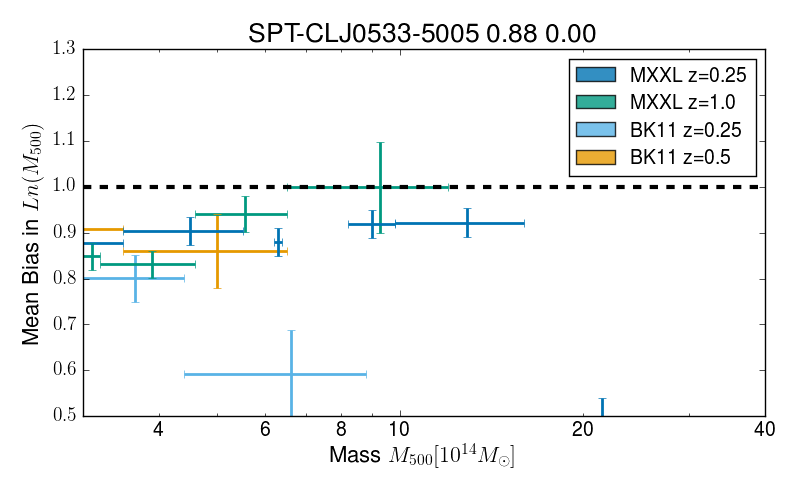 SPT-CLJ0533-5005 0.88 0.00
1.3
1.2
1.1
1.0
0.9
0.8
0.7
0.6
0.5
Mean Bias in Ln(M₅₀₀)
MXXL z=0.25
MXXL z=1.0
BK11 z=0.25
BK11 z=0.5
4 6 8 10 20 40
Mass M₅₀₀[10¹⁴M☉]